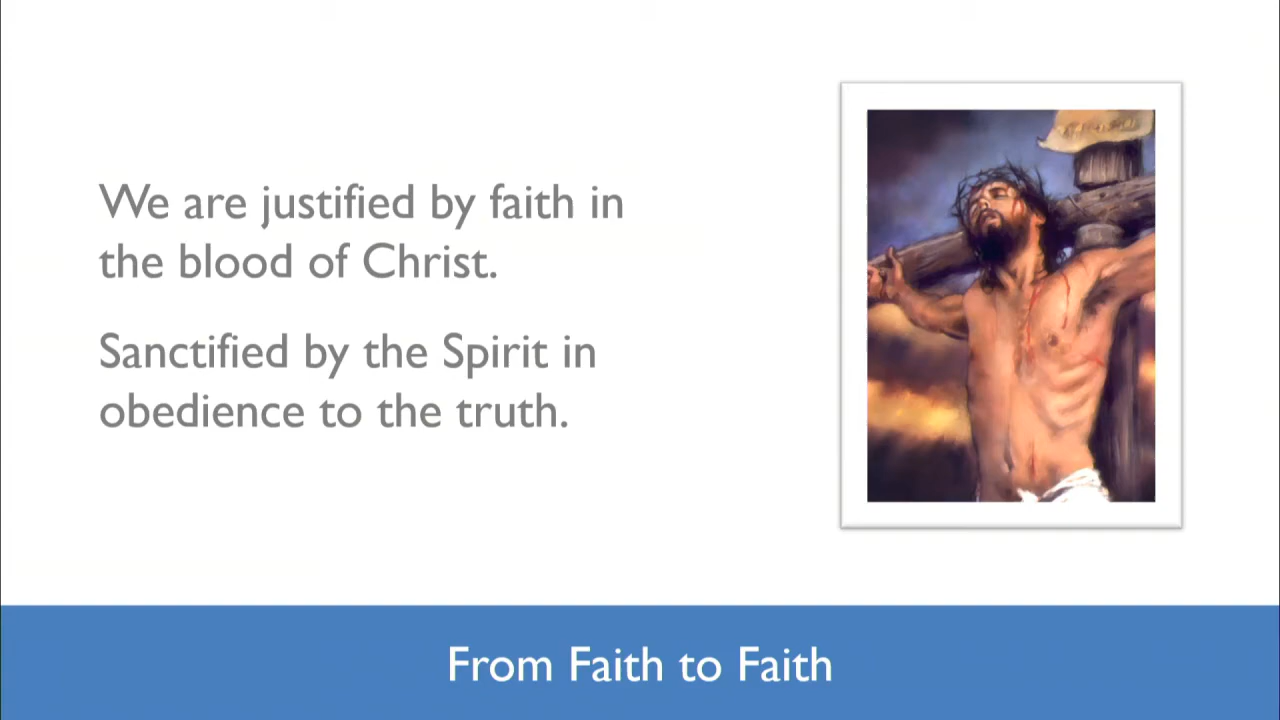 We are justified by faith in
the blood of Christ.
Sanctified by the Spirit in
obedience to the truth.
From Faith to Faith